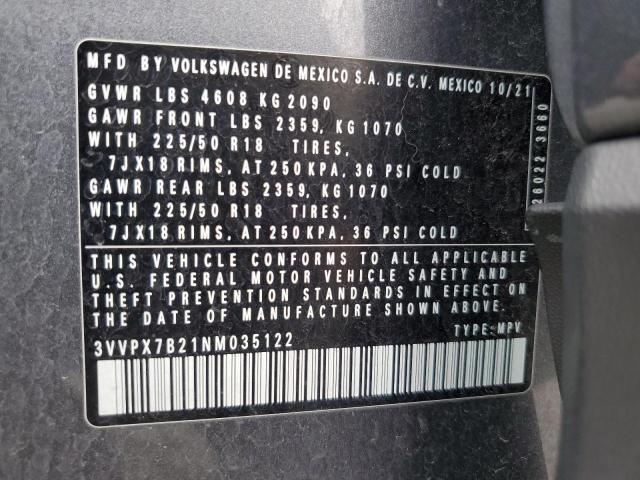 MFD BY VOLKSWAGEN DE MEXICO S.A. DE C.V. MEXICO 10/21
GVWR LBS 4608 KG 2090
GAWR FRONT LBS 2359, KG 1070
WITH 225/50 R18 TIRES,
7JX18 RIMS, AT 250 KPA, 36 PSI COLD
GAWR REAR LBS 2359, KG 1070
WITH 225/50 R18 TIRES,
7JX18 RIMS, AT 250 KPA, 36 PSI COLD
THIS VEHICLE CONFORMS TO ALL APPLICABLE
U.S. FEDERAL MOTOR VEHICLE SAFETY AND
THEFT PREVENTION STANDARDS IN EFFECT ON
THE DATE OF MANUFACTURE SHOWN ABOVE.
3VVPX7B21NM035122 TYPE: MPV
26022 3660